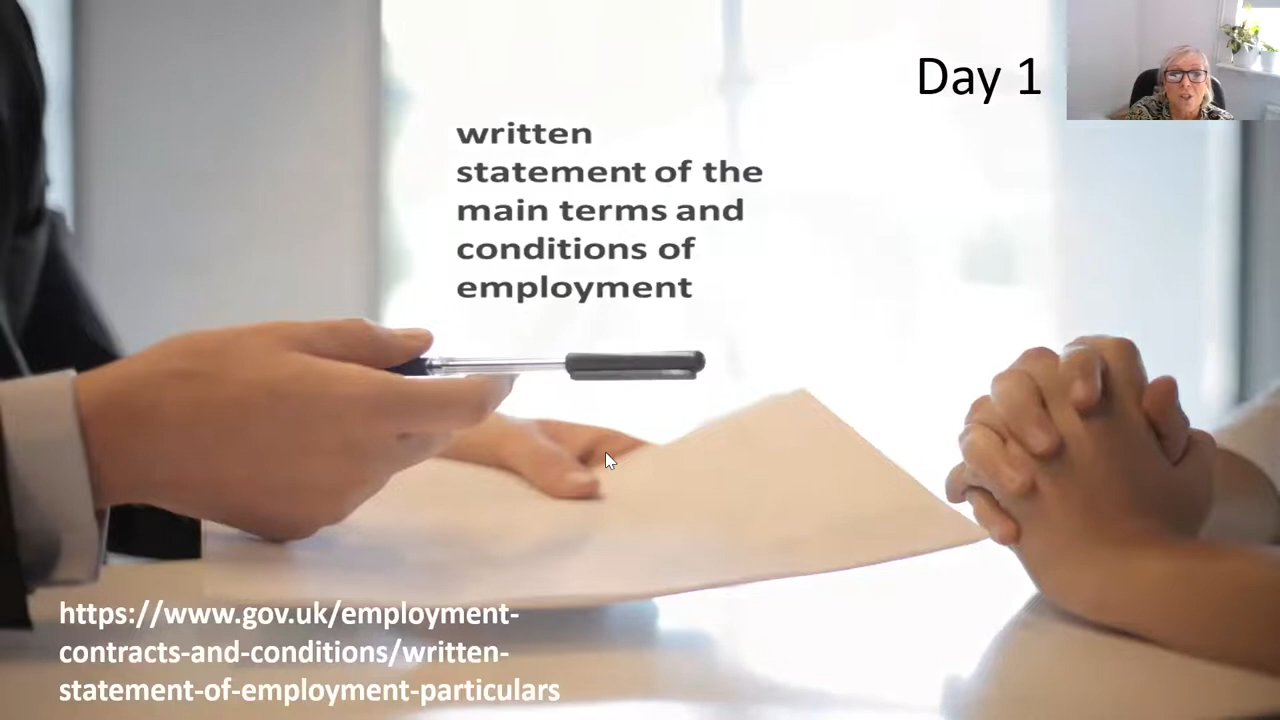 Day 1
written
statement of the
main terms and
conditions of
employment
https://www.gov.uk/employment-
contracts-and-conditions/written-
statement-of-employment-particulars